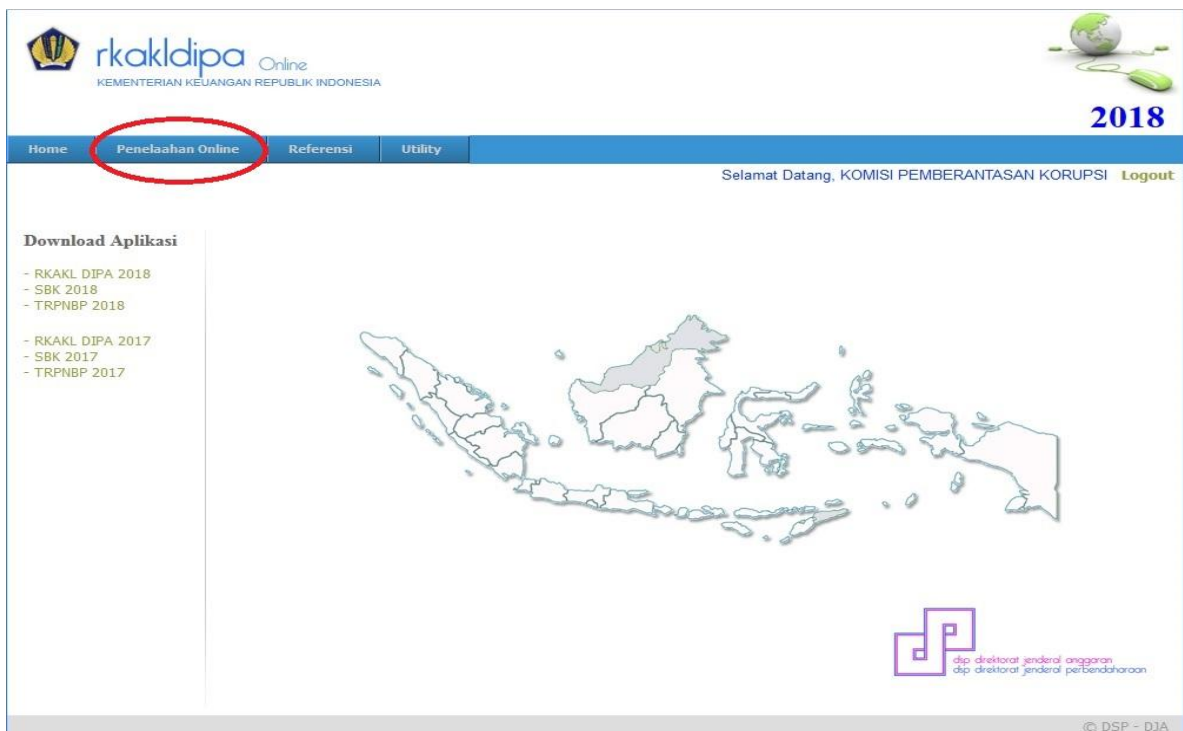 rkakldipa Online
KEMENTERIAN KEUANGAN REPUBLIK INDONESIA
2018
Home Penelaahan Online Referensi Utility
Selamat Datang, KOMISI PEMBERANTASAN KORUPSI Logout
Download Aplikasi
- RKAKL DIPA 2018
- SBK 2018
- TRPNBP 2018
- RKAKL DIPA 2017
- SBK 2017
- TRPNBP 2017
dsp direktorat jenderal anggaran
dsp direktorat jenderal perbendaharaan
© DSP - DJA